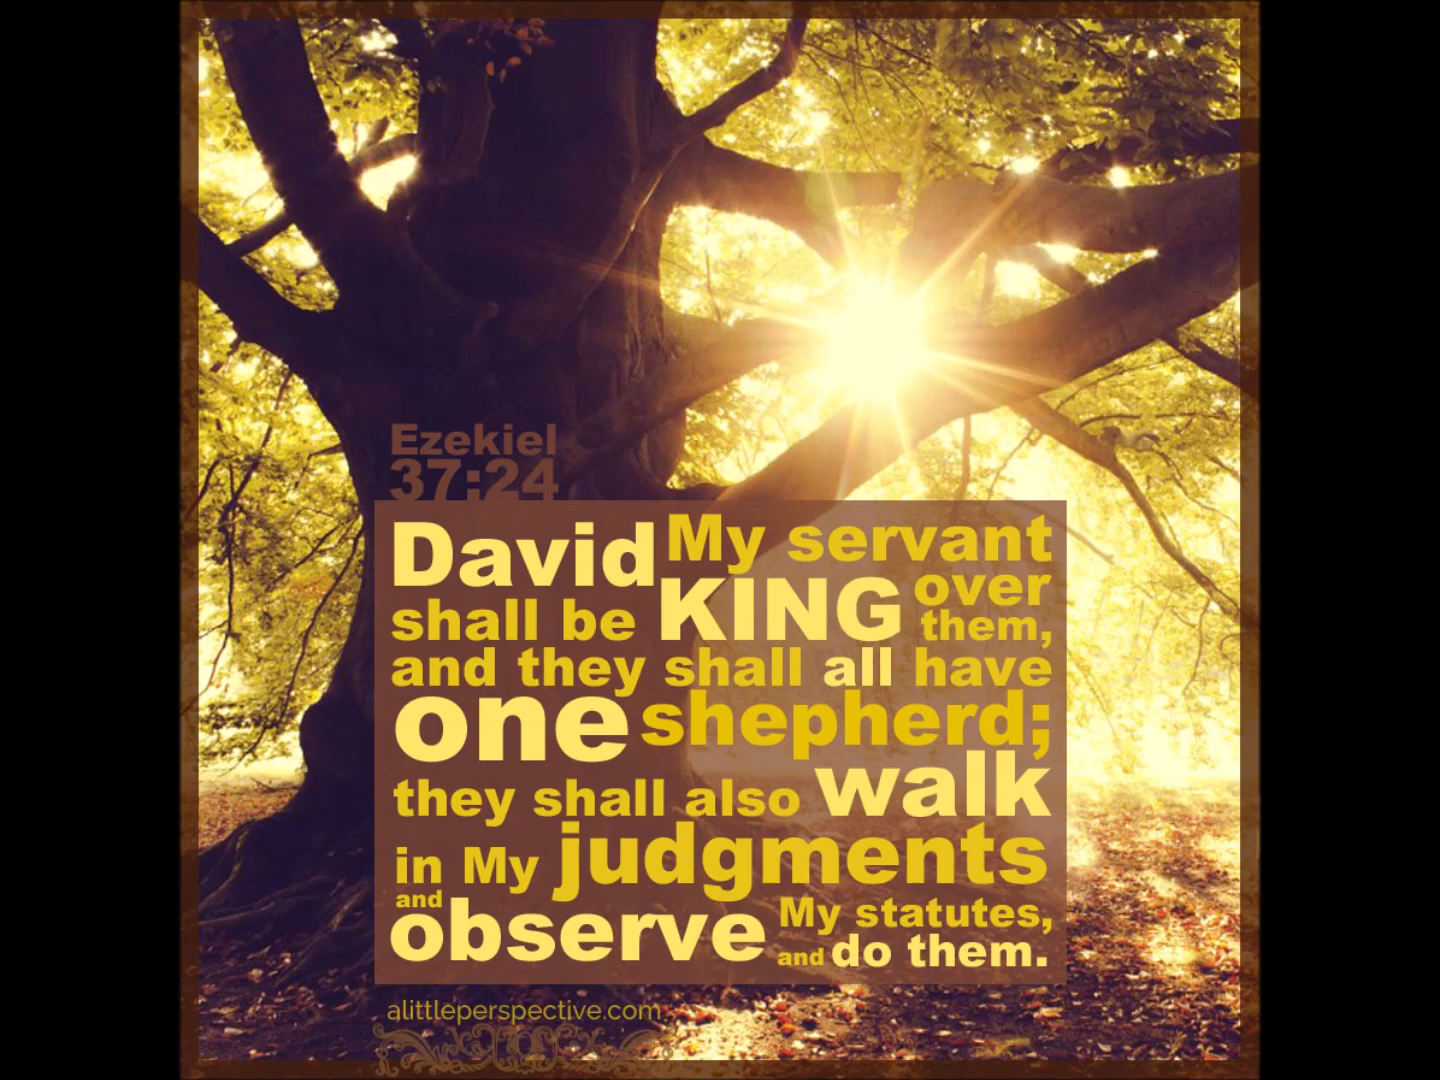 Ezekiel
37:24
David My servant
shall be KING over them,
and they shall all have
one shepherd;
they shall also walk
in My judgments
and observe My statutes,
and do them.
alittleperspective.com